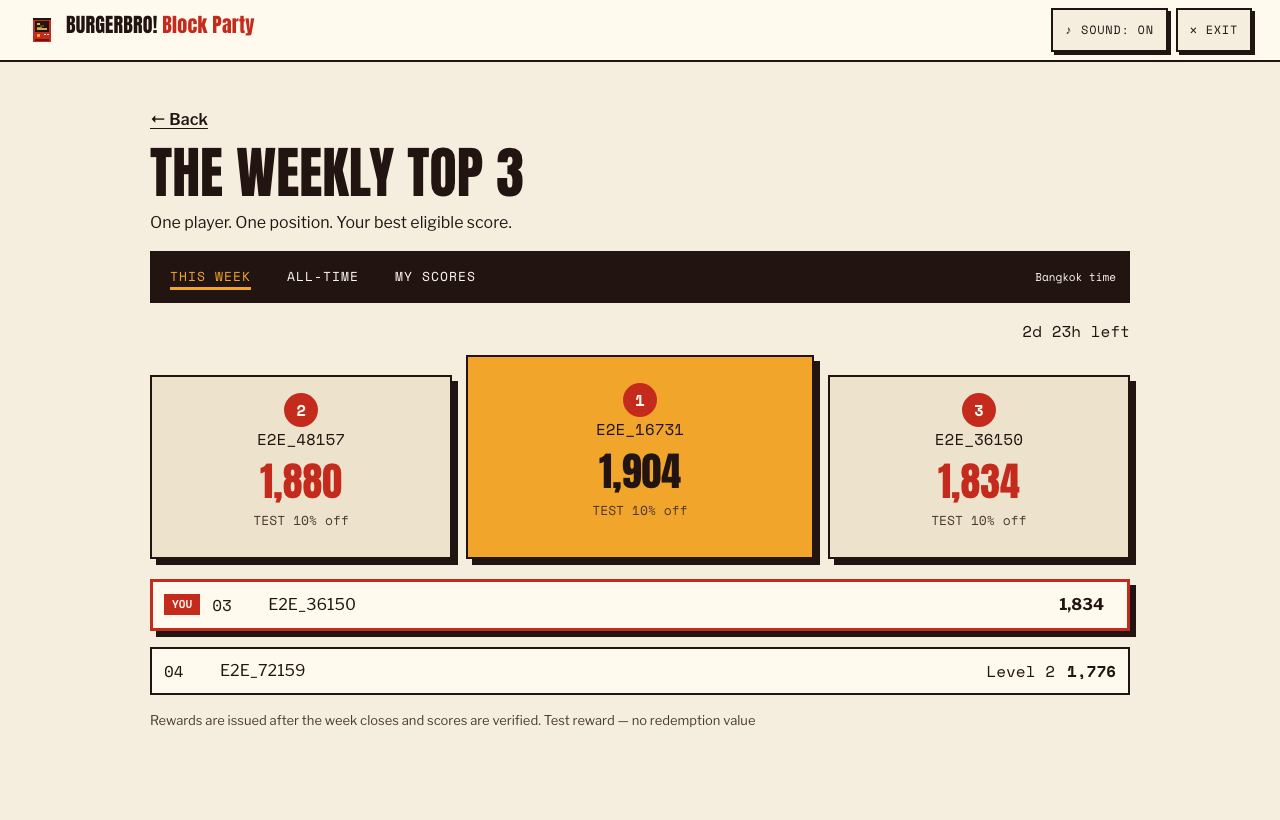 BURGERBRO! Block Party
♪ SOUND: ON
× EXIT
← Back
THE WEEKLY TOP 3
One player. One position. Your best eligible score.
THIS WEEK ALL-TIME MY SCORES Bangkok time
2d 23h left
2
E2E_48157
1,880
TEST 10% off
1
E2E_16731
1,904
TEST 10% off
3
E2E_36150
1,834
TEST 10% off
YOU 03 E2E_36150 1,834
04 E2E_72159 Level 2 1,776
Rewards are issued after the week closes and scores are verified. Test reward — no redemption value